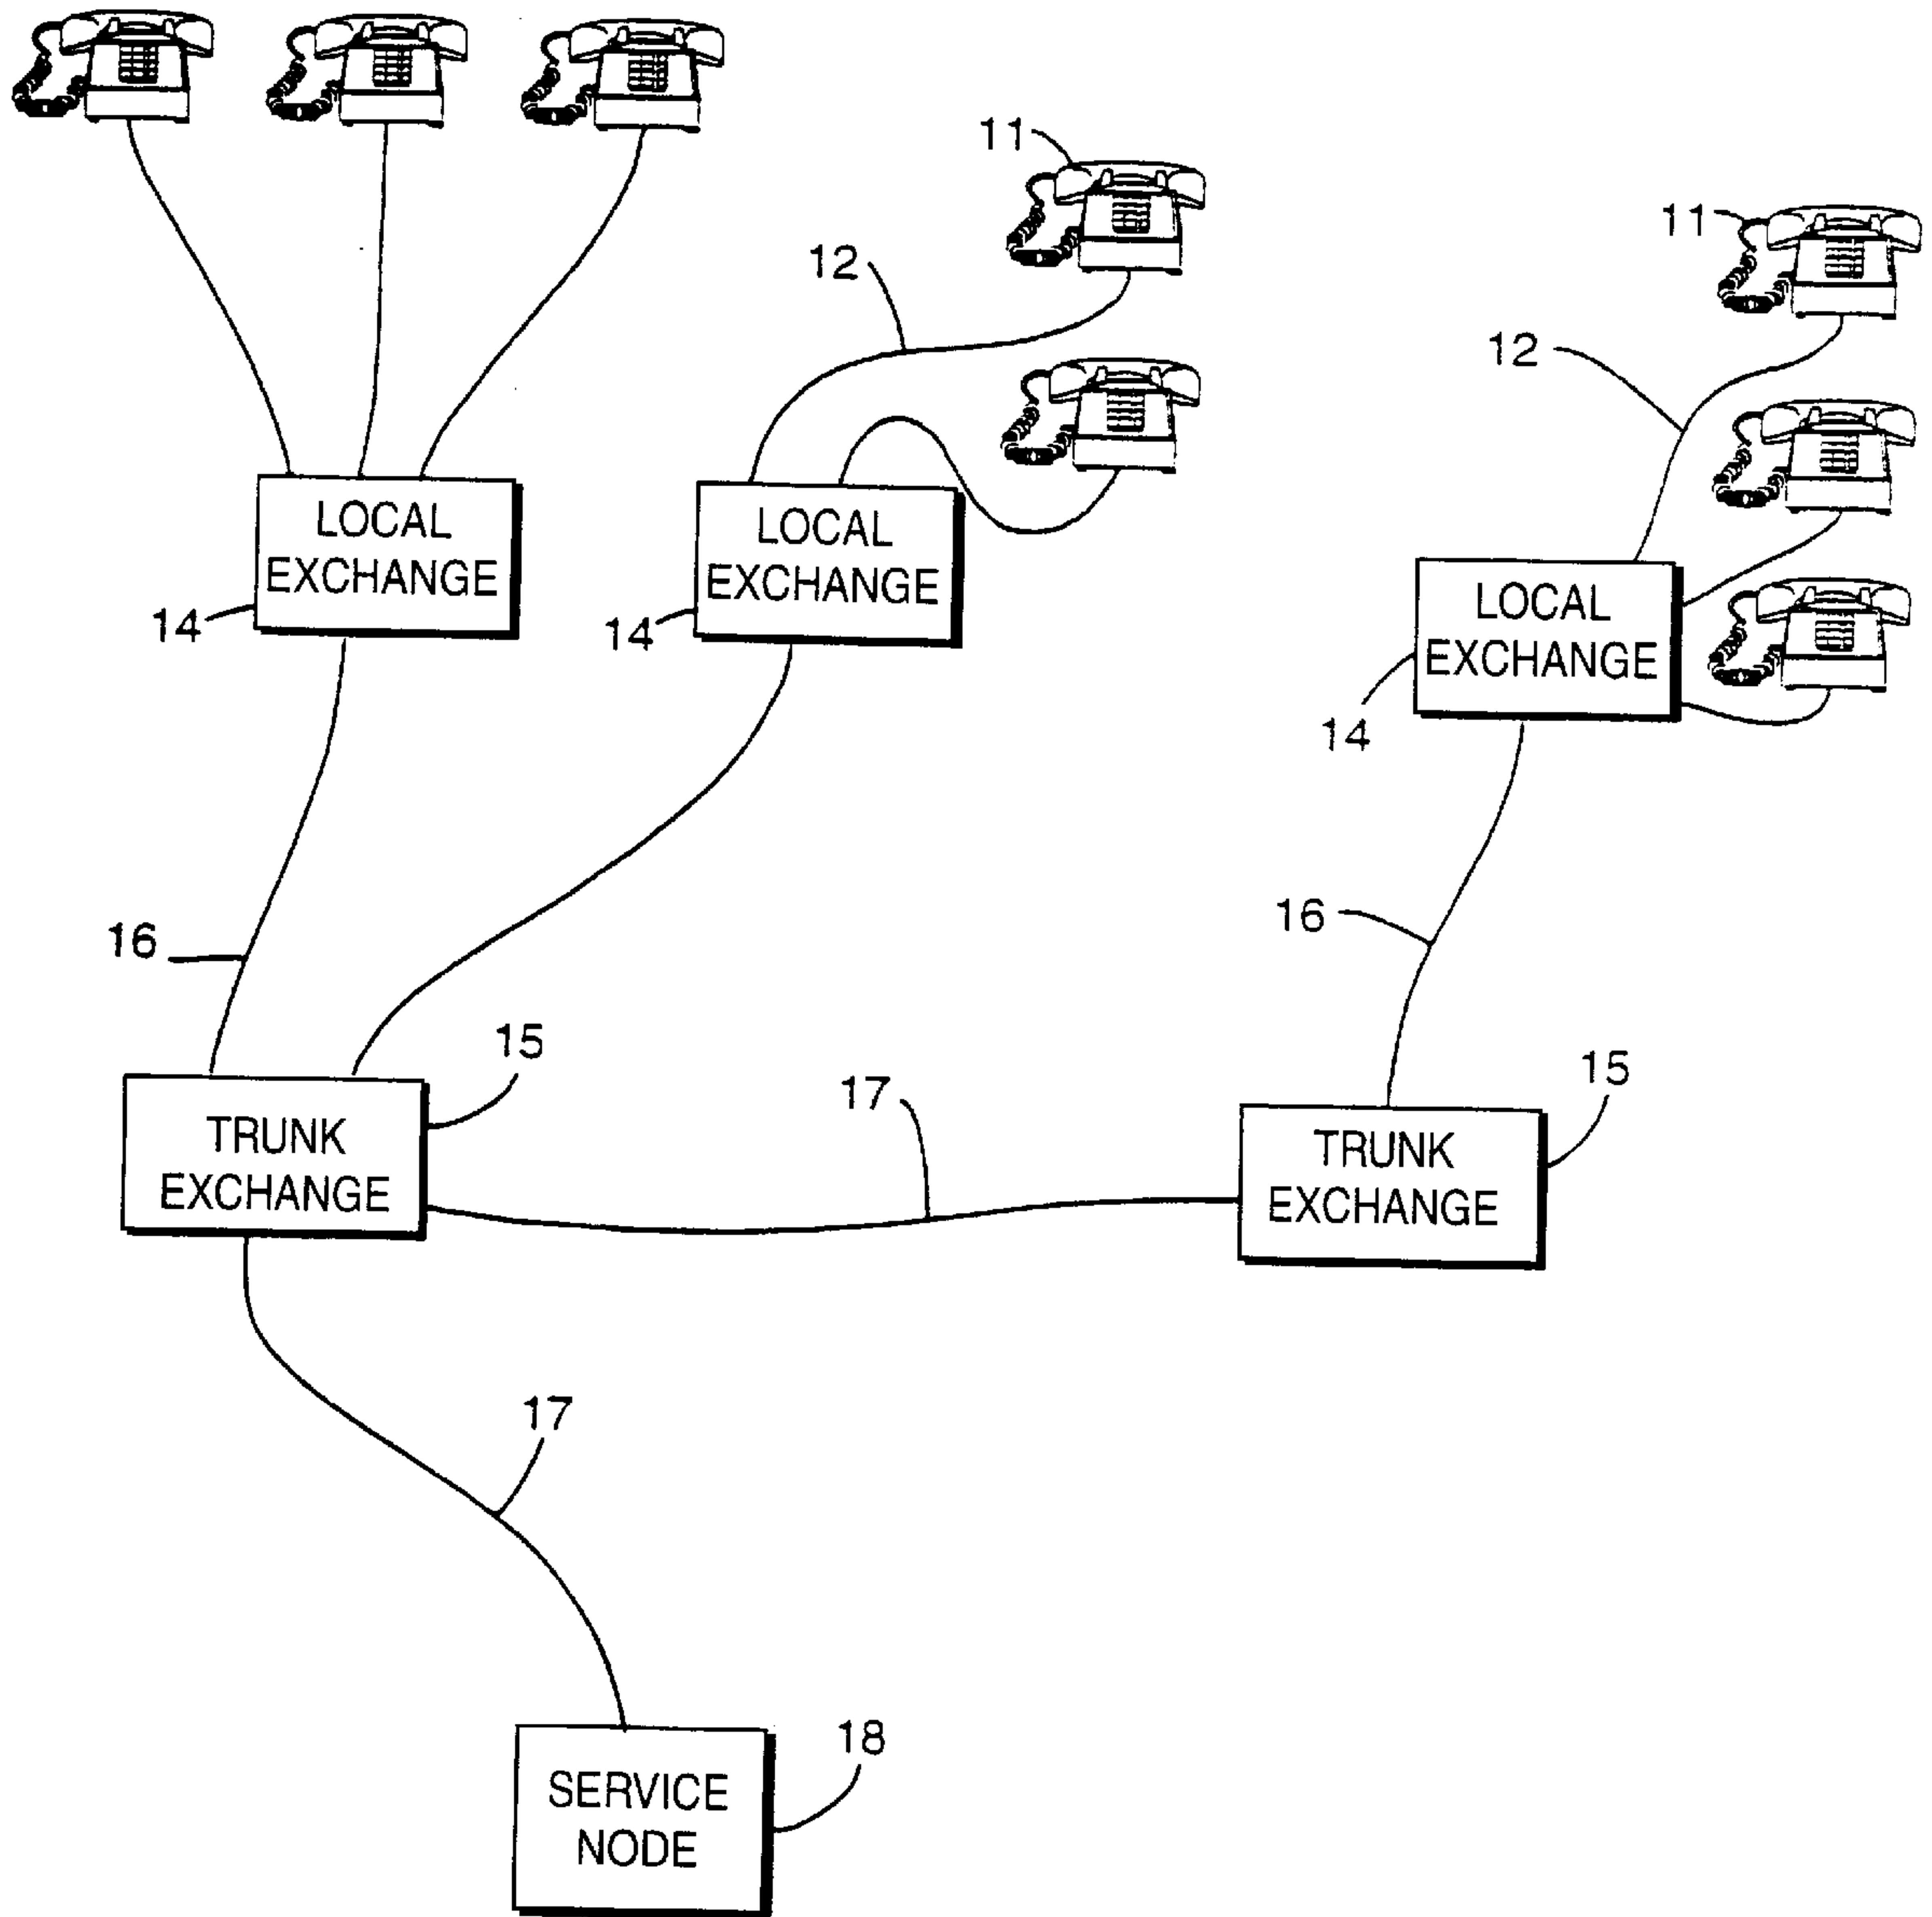 11
11
12
12
LOCAL
EXCHANGE
14
LOCAL
EXCHANGE
14
LOCAL
EXCHANGE
14
16
16
15
TRUNK
EXCHANGE
17
15
TRUNK
EXCHANGE
17
18
SERVICE
NODE